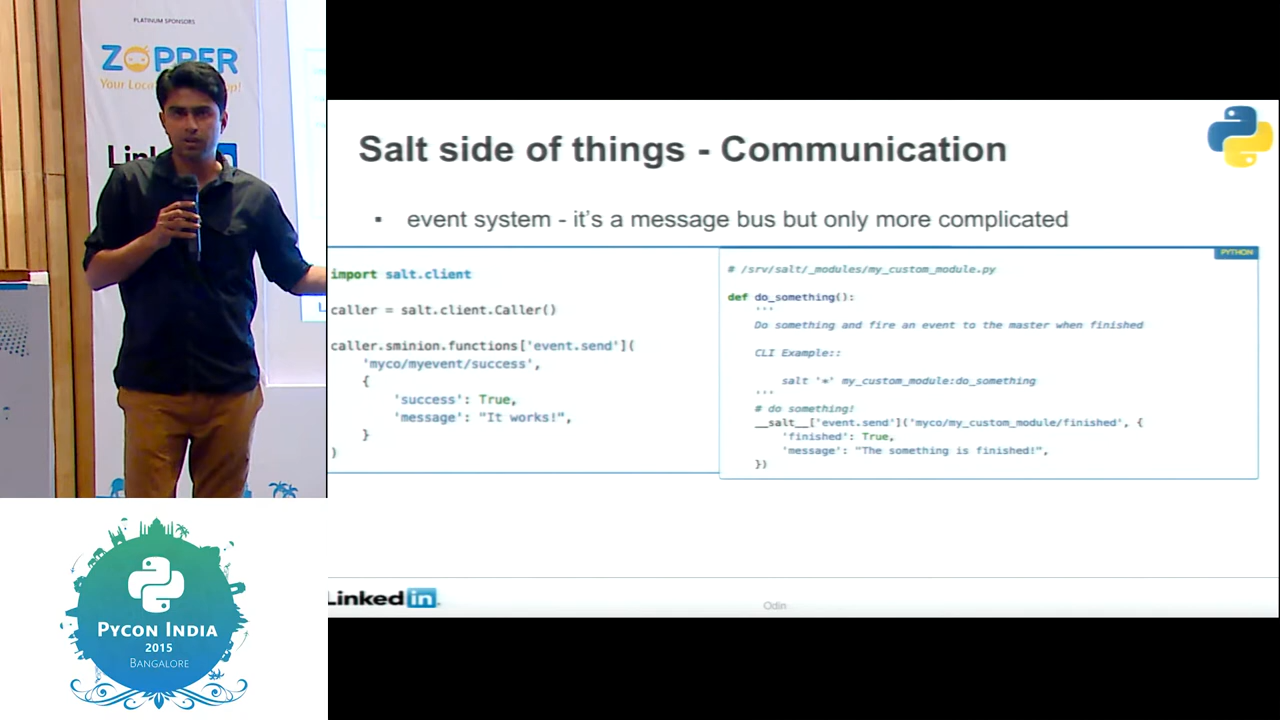 PLATINUM SPONSORS
ZOPPER
Salt side of things - Communication
▪ event system - it's a message bus but only more complicated
import salt.client
caller = salt.client.Caller()
caller.sminion.functions['event.send'](
'myco/myevent/success',
{
'success': True,
'message': "It works!",
}
)
PYTHON
# /srv/salt/_modules/my_custom_module.py
def do_something():
'''
Do something and fire an event to the master when finished
CLI Example::
salt '*' my_custom_module:do_something
'''
# do something!
__salt__['event.send']('myco/my_custom_module/finished', {
'finished': True,
'message': "The something is finished!",
})
Linkedin
Odin
PYCON INDIA
2015
BANGALORE